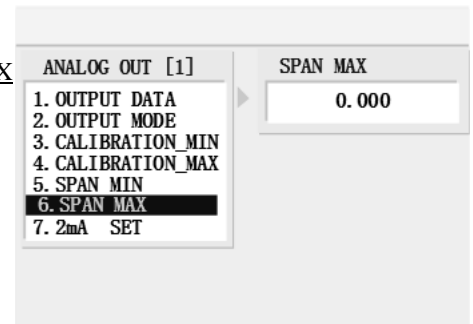 X
ANALOG OUT [1]
1. OUTPUT DATA
2. OUTPUT MODE
3. CALIBRATION_MIN
4. CALIBRATION_MAX
5. SPAN MIN
6. SPAN MAX
7. 2mA SET
SPAN MAX
0.000